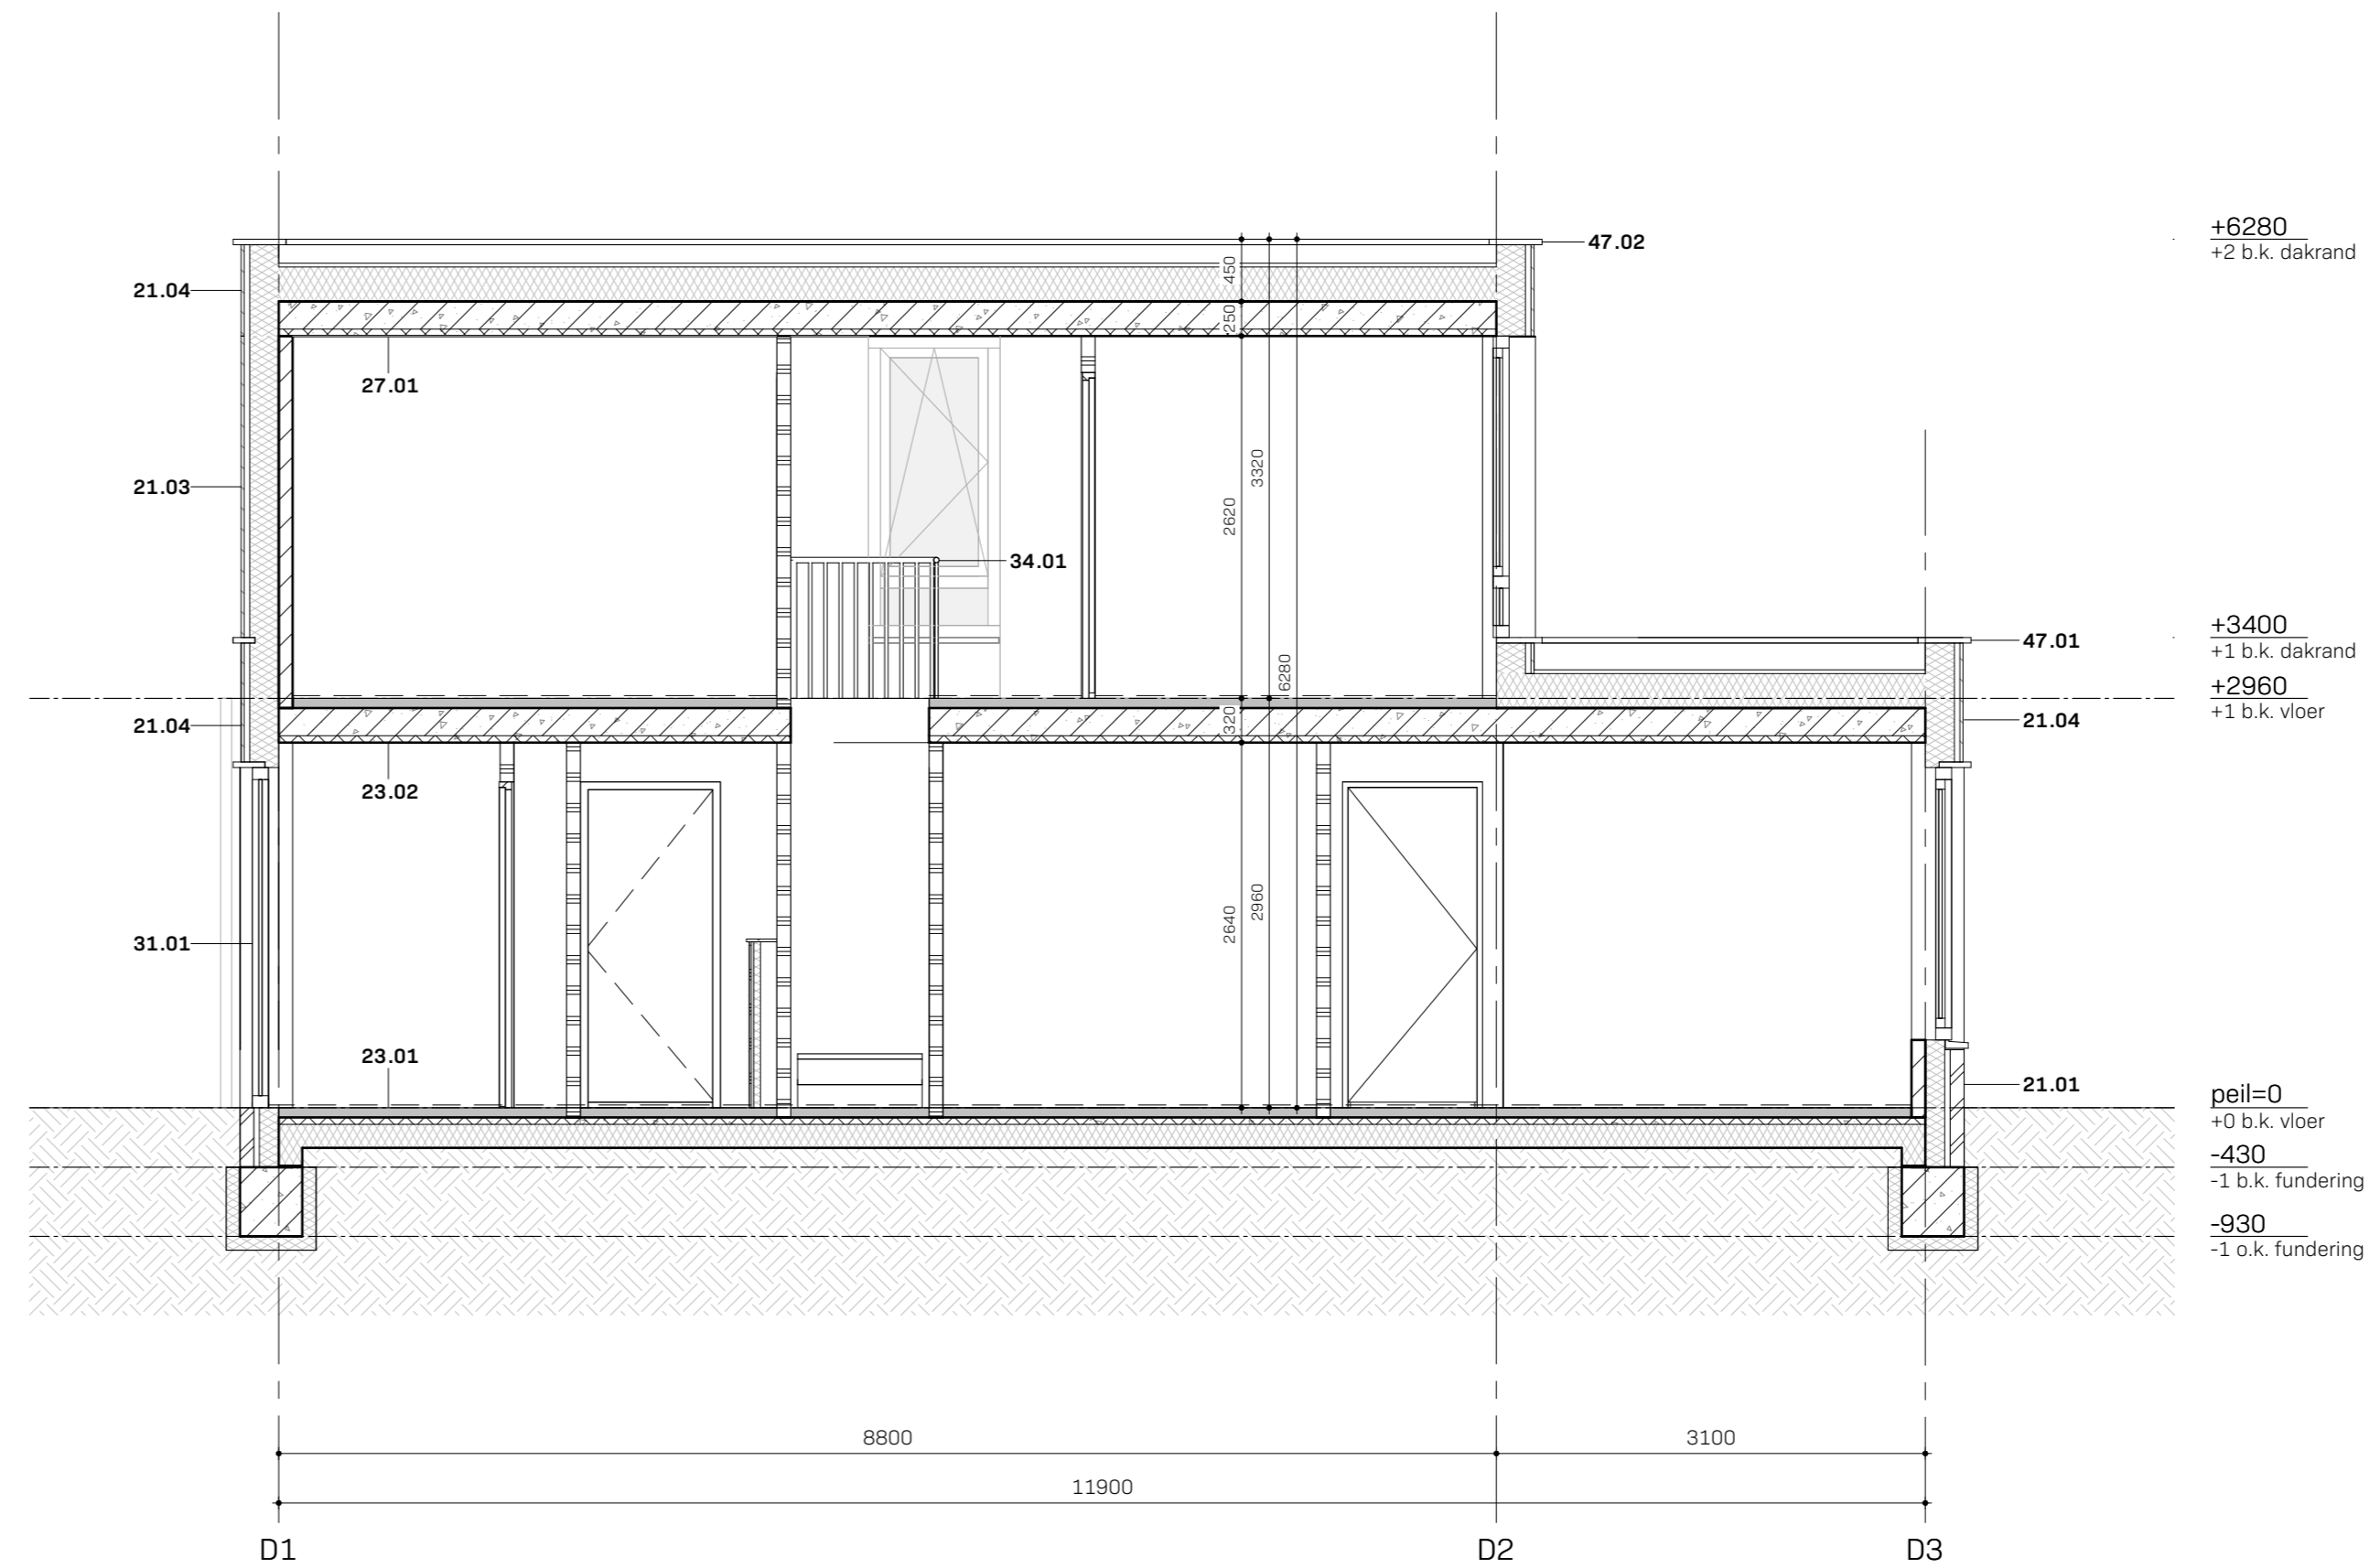 +6280
+2 b.k. dakrand
47.02
21.04
450
250
27.01
21.03
3320
2620
34.01
+3400
+1 b.k. dakrand
47.01
6280
+2960
+1 b.k. vloer
21.04
320
21.04
23.02
2640
2960
31.01
23.01
21.01
peil=0
+0 b.k. vloer
-430
-1 b.k. fundering
-930
-1 o.k. fundering
8800
3100
11900
D1
D2
D3